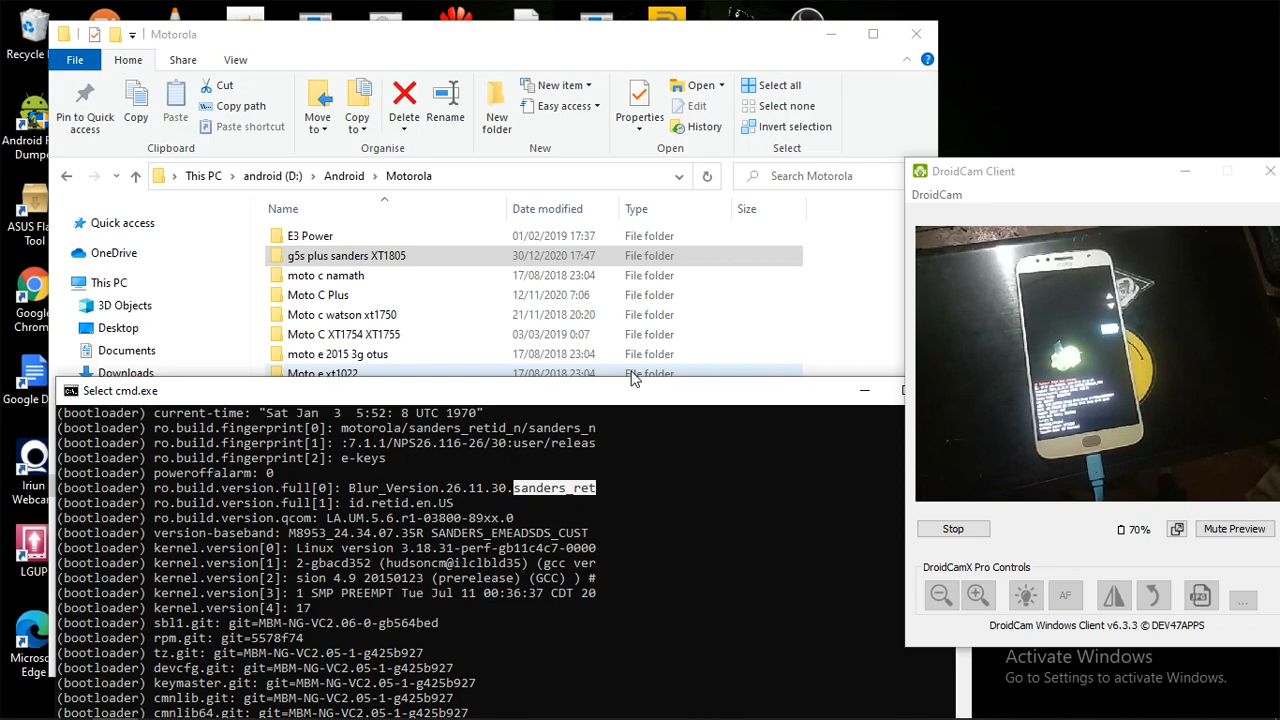 Recycle B
Android F
Dumpe
ASUS Fla
Tool
Google
Chrom
Google D
Iriun
Webcar
LGUP
Microso
Edge
Motorola
File
Home
Share
View
Pin to Quick access
Copy
Paste
Cut
Copy path
Paste shortcut
Clipboard
Move to
Copy to
Delete
Rename
Organise
New folder
New item
Easy access
New
Properties
Open
Edit
History
Open
Select all
Select none
Invert selection
Select
This PC
android (D:)
Android
Motorola
Search Motorola
Quick access
OneDrive
This PC
3D Objects
Desktop
Documents
Downloads
Name Date modified Type Size
E3 Power 01/02/2019 17:37 File folder
g5s plus sanders XT1805 30/12/2020 17:47 File folder
moto c namath 17/08/2018 23:04 File folder
Moto C Plus 12/11/2020 7:06 File folder
Moto c watson xt1750 21/11/2018 20:20 File folder
Moto C XT1754 XT1755 03/03/2019 0:07 File folder
moto e 2015 3g otus 17/08/2018 23:04 File folder
Moto e xt1022 17/08/2018 23:04 File folder
Select cmd.exe
(bootloader) current-time: "Sat Jan  3  5:52: 8 UTC 1970"
(bootloader) ro.build.fingerprint[0]: motorola/sanders_retid_n/sanders_n
(bootloader) ro.build.fingerprint[1]: :7.1.1/NPS26.116-26/30:user/releas
(bootloader) ro.build.fingerprint[2]: e-keys
(bootloader) poweroffalarm: 0
(bootloader) ro.build.version.full[0]: Blur_Version.26.11.30.sanders_ret
(bootloader) ro.build.version.full[1]: id.retid.en.US
(bootloader) ro.build.version.qcom: LA.UM.5.6.r1-03800-89xx.0
(bootloader) version-baseband: M8953_24.34.07.35R SANDERS_EMEADSDS_CUST
(bootloader) kernel.version[0]: Linux version 3.18.31-perf-gb11c4c7-0000
(bootloader) kernel.version[1]: 2-gbacd352 (hudsoncm@ilclbld35) (gcc ver
(bootloader) kernel.version[2]: sion 4.9 20150123 (prerelease) (GCC) ) #
(bootloader) kernel.version[3]: 1 SMP PREEMPT Tue Jul 11 00:36:37 CDT 20
(bootloader) kernel.version[4]: 17
(bootloader) sbl1.git: git=MBM-NG-VC2.06-0-gb564bed
(bootloader) rpm.git: git=5578f74
(bootloader) tz.git: git=MBM-NG-VC2.05-1-g425b927
(bootloader) devcfg.git: git=MBM-NG-VC2.05-1-g425b927
(bootloader) keymaster.git: git=MBM-NG-VC2.05-1-g425b927
(bootloader) cmnlib.git: git=MBM-NG-VC2.05-1-g425b927
(bootloader) cmnlib64.git: git=MBM-NG-VC2.05-1-g425b927
DroidCam Client
DroidCam
Stop
70%
Mute Preview
DroidCamX Pro Controls
AF
JPG
...
DroidCam Windows Client v6.3.3 © DEV47APPS
Activate Windows
Go to Settings to activate Windows.